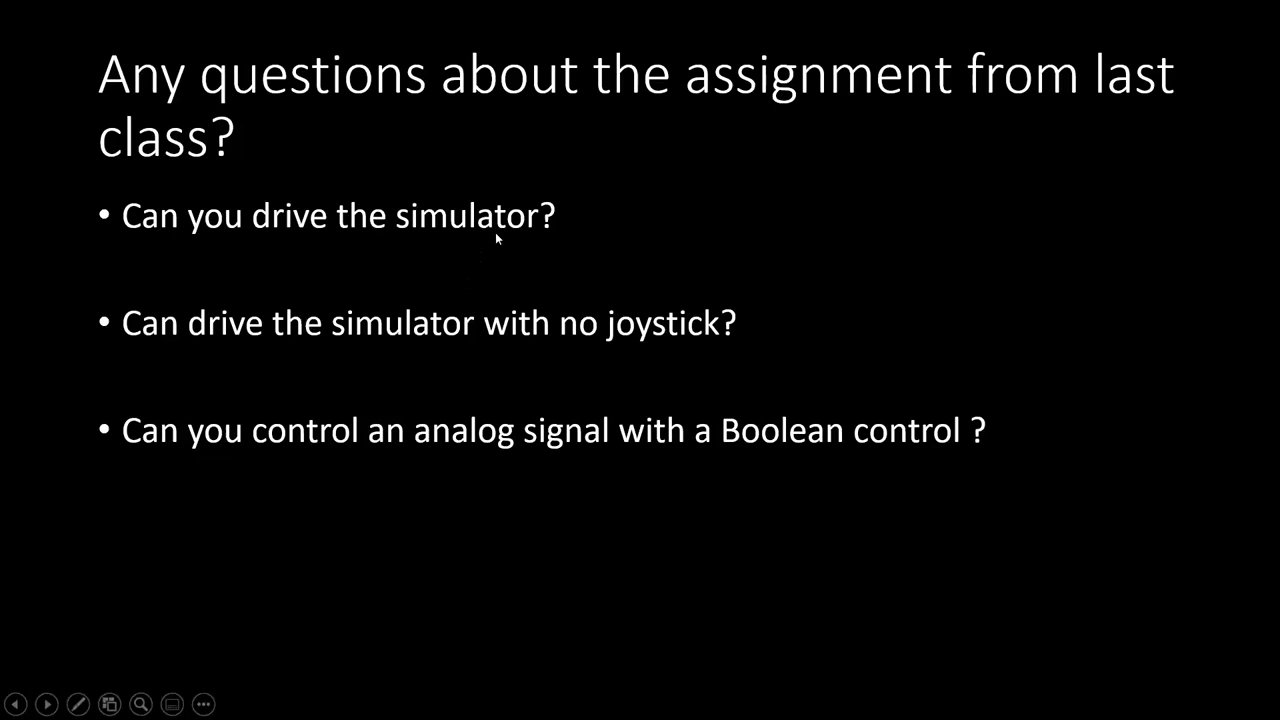 Any questions about the assignment from last
class?
• Can you drive the simulator?
• Can drive the simulator with no joystick?
• Can you control an analog signal with a Boolean control ?